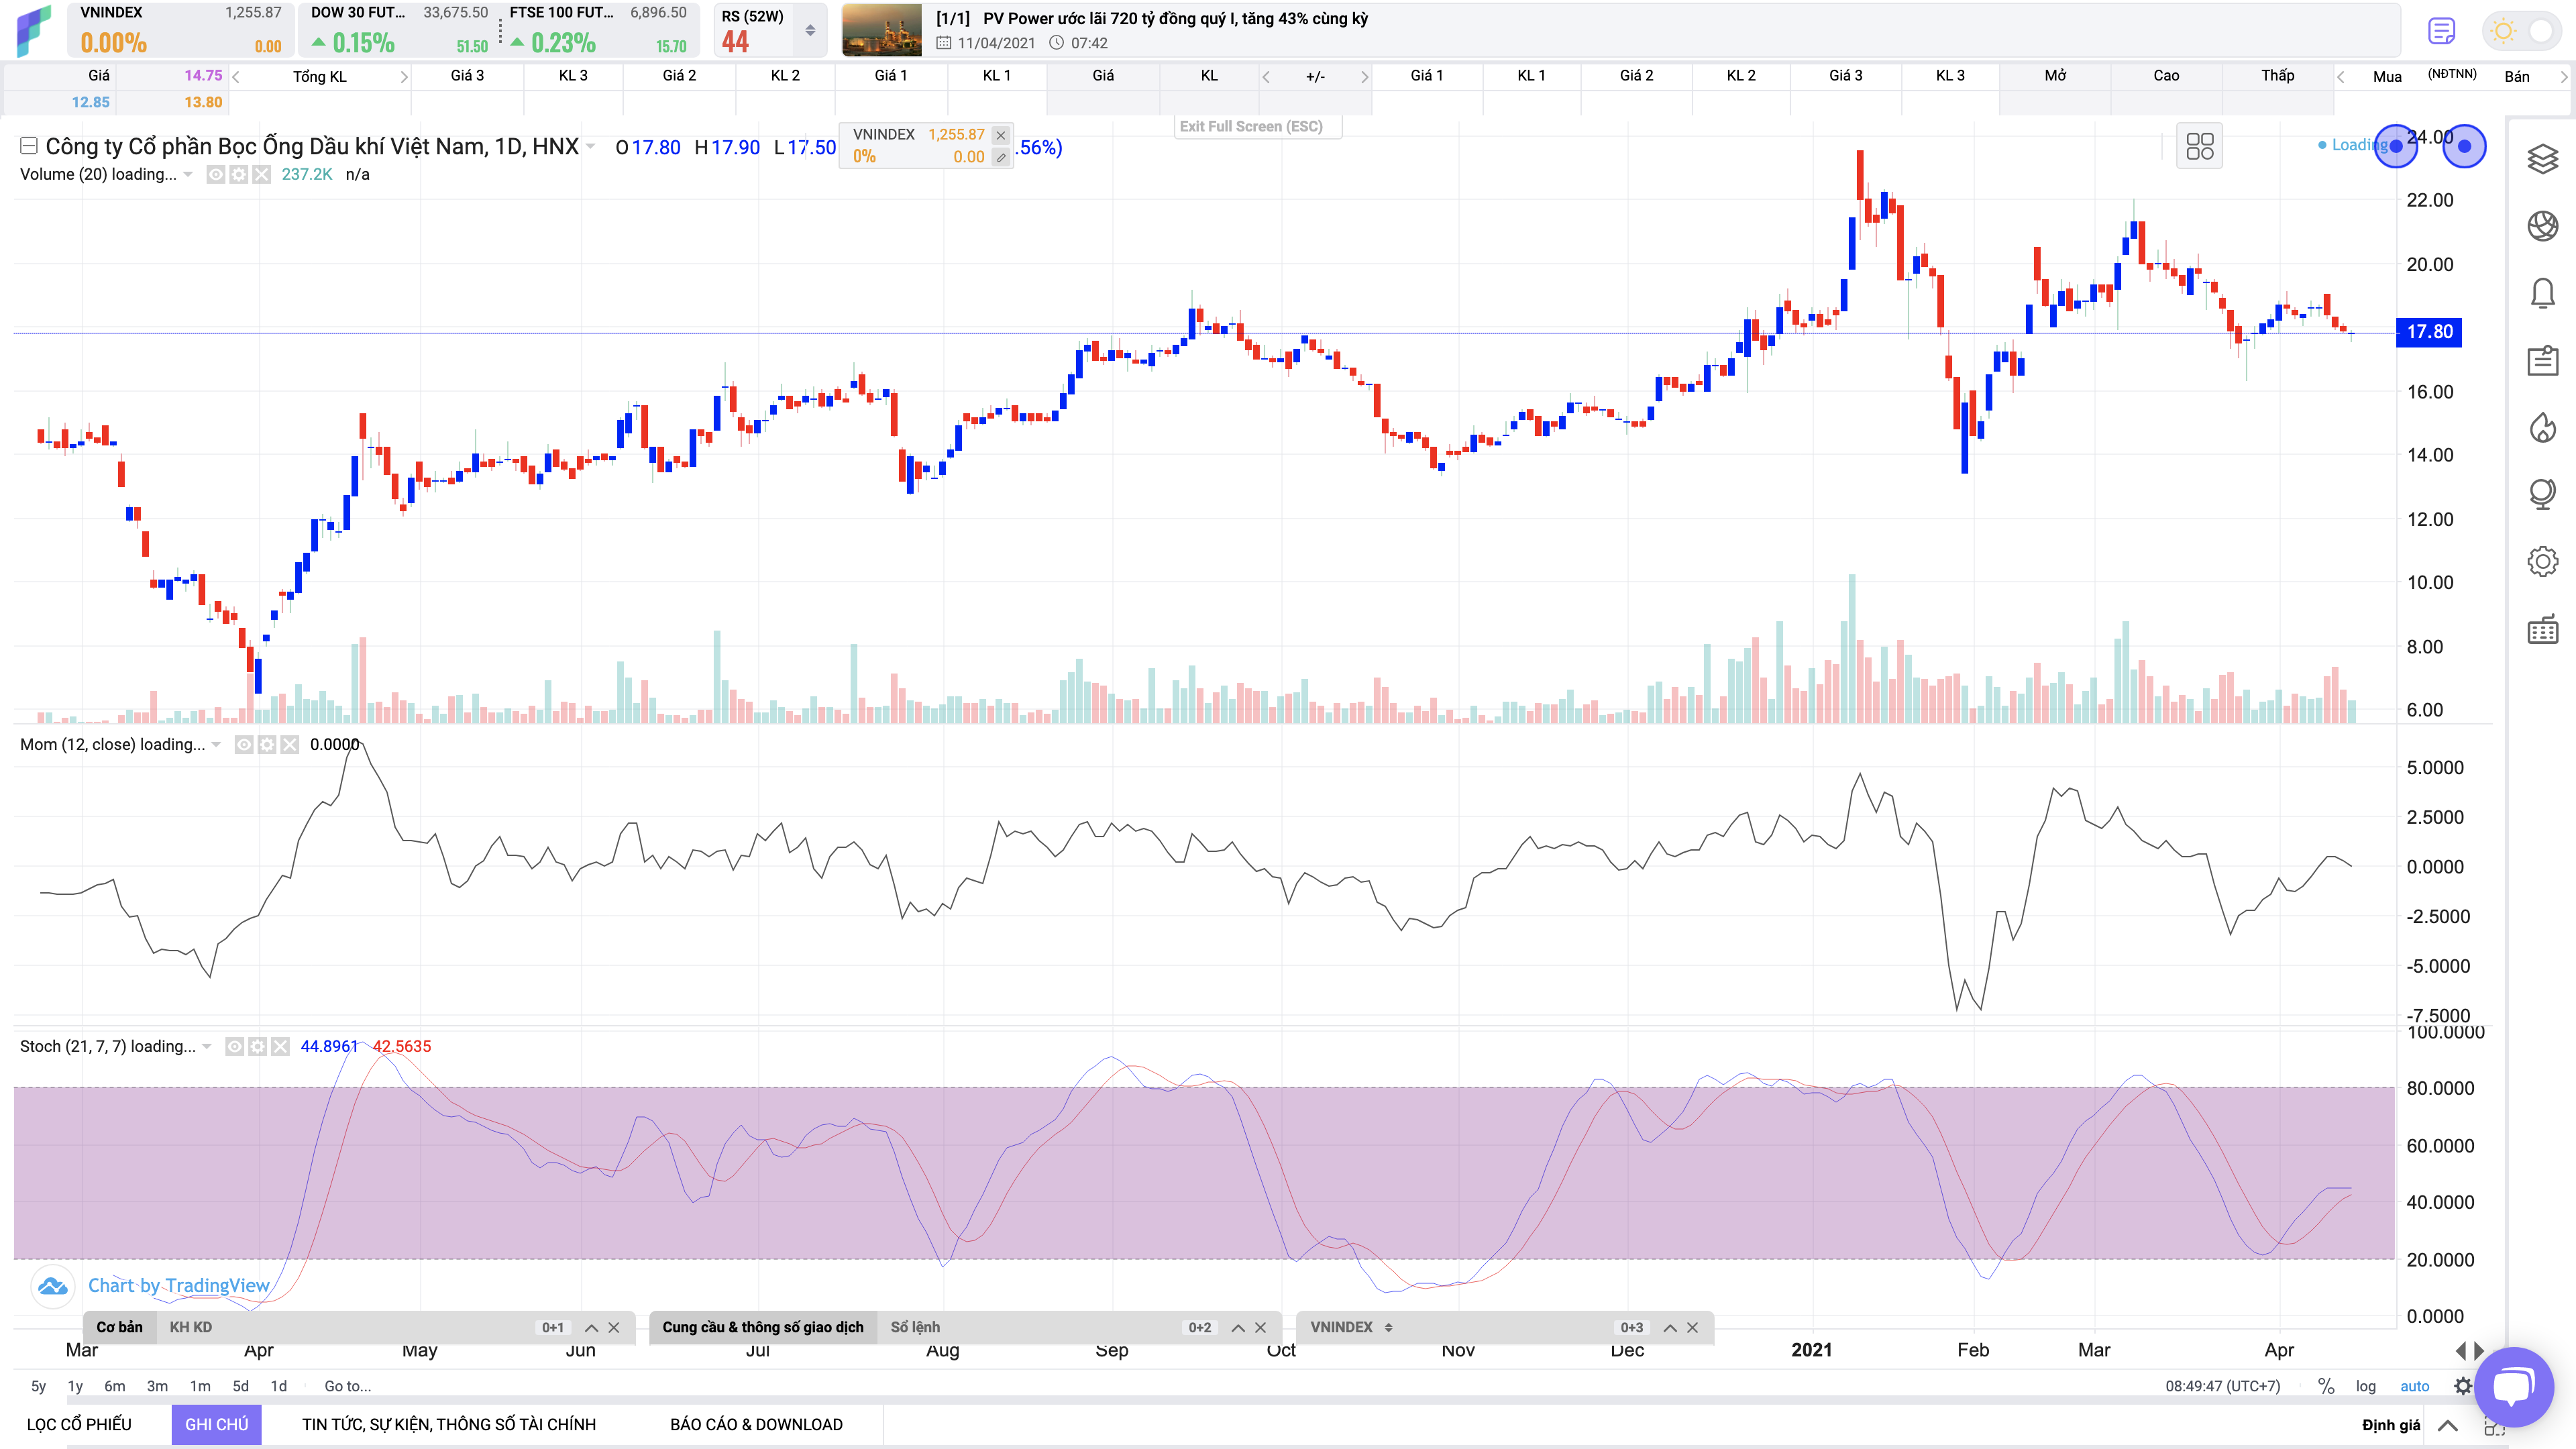 VNINDEX 1,255.87 DOW 30 FUT... 33,675.50 FTSE 100 FUT... 6,896.50 RS (52W)
0.00% 0.00 0.15% 51.50 0.23% 15.70 44
[1/1] PV Power ước lãi 720 tỷ đồng quý I, tăng 43% cùng kỳ
11/04/2021 07:42
Giá 14.75 Tổng KL Giá 3 KL 3 Giá 2 KL 2 Giá 1 KL 1 Giá KL +/- Giá 1 KL 1 Giá 2 KL 2 Giá 3 KL 3 Mở Cao Thấp Mua (NĐTNN) Bán
12.85 13.80
Exit Full Screen (ESC)
Công ty Cổ phần Bọc Ống Dầu khí Việt Nam, 1D, HNX O17.80 H17.90 L17.50 .56%)
VNINDEX 1,255.87
0% 0.00
Loading
Volume (20) loading... 237.2K n/a
24.00
22.00
20.00
17.80
16.00
14.00
12.00
10.00
8.00
6.00
Mom (12, close) loading... 0.0000
5.0000
2.5000
0.0000
-2.5000
-5.0000
-7.5000
Stoch (21, 7, 7) loading... 44.8961 42.5635
100.0000
80.0000
60.0000
40.0000
20.0000
0.0000
Chart by TradingView
Cơ bản KH KD 0+1 Cung cầu & thông số giao dịch Sổ lệnh 0+2 VNINDEX 0+3
Mar Apr May Jun Jul Aug Sep Oct Nov Dec 2021 Feb Mar Apr
5y 1y 6m 3m 1m 5d 1d Go to... 08:49:47 (UTC+7) % log auto
LỌC CỔ PHIẾU GHI CHÚ TIN TỨC, SỰ KIỆN, THÔNG SỐ TÀI CHÍNH BÁO CÁO & DOWNLOAD Định giá